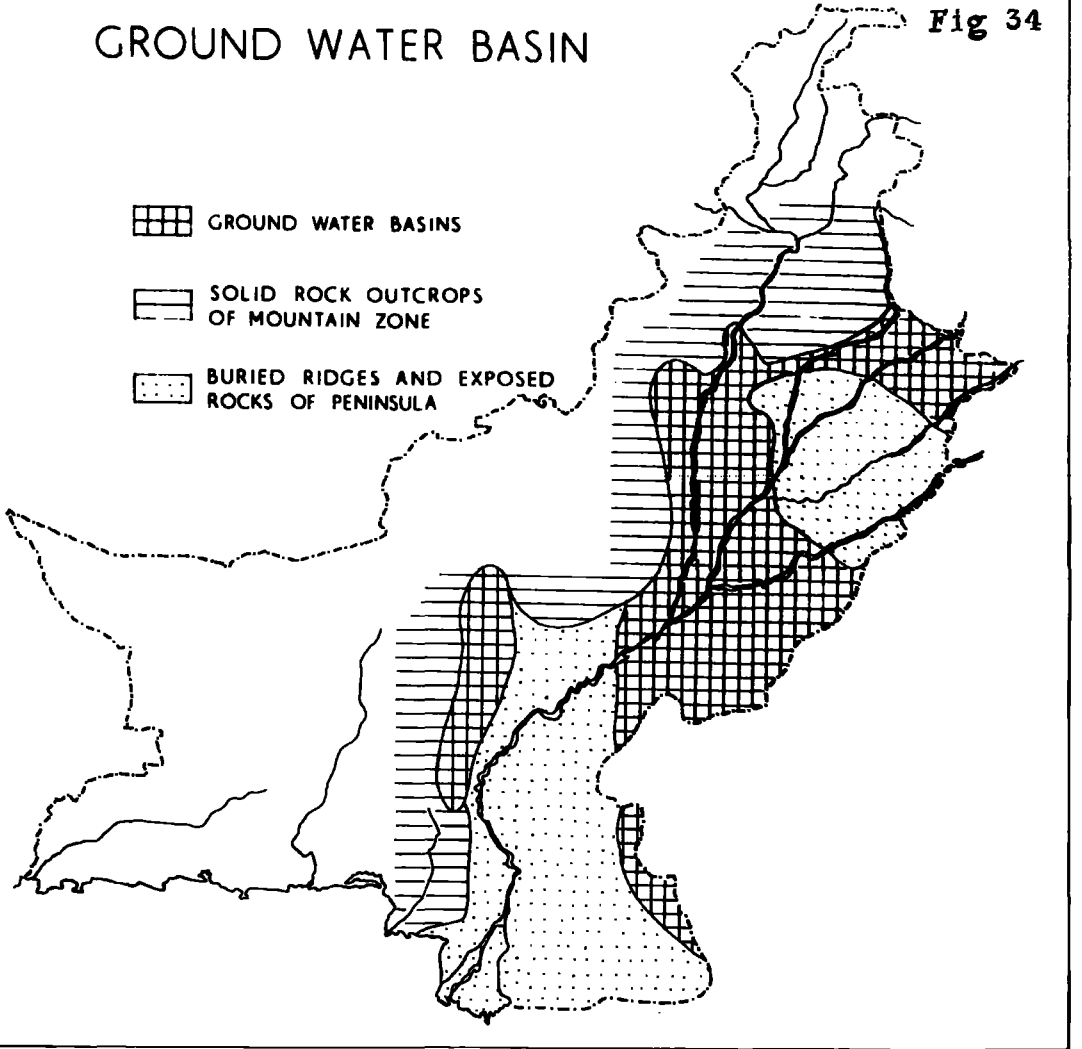 GROUND WATER BASIN
Fig 34
GROUND WATER BASINS
SOLID ROCK OUTCROPS
OF MOUNTAIN ZONE
BURIED RIDGES AND EXPOSED
ROCKS OF PENINSULA